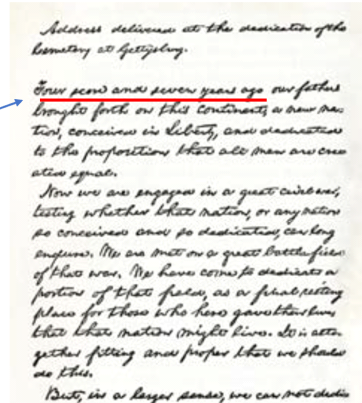 Address delivered at the dedication of the
Cemetery at Gettysburg.
Four score and seven years ago our fathers
brought forth on this continent, a new na-
tion, conceived in Liberty, and dedicated
to the proposition that all men are cre-
ated equal.
Now we are engaged in a great civil war,
testing whether that nation, or any nation
so conceived and so dedicated, can long
endure. We are met on a great battle field
of that war. We have come to dedicate a
portion of that field, as a final resting
place for those who here gave their lives
that that nation might live. It is alto-
gether fitting and proper that we should
do this.
But, in a larger sense, we can not dedi-